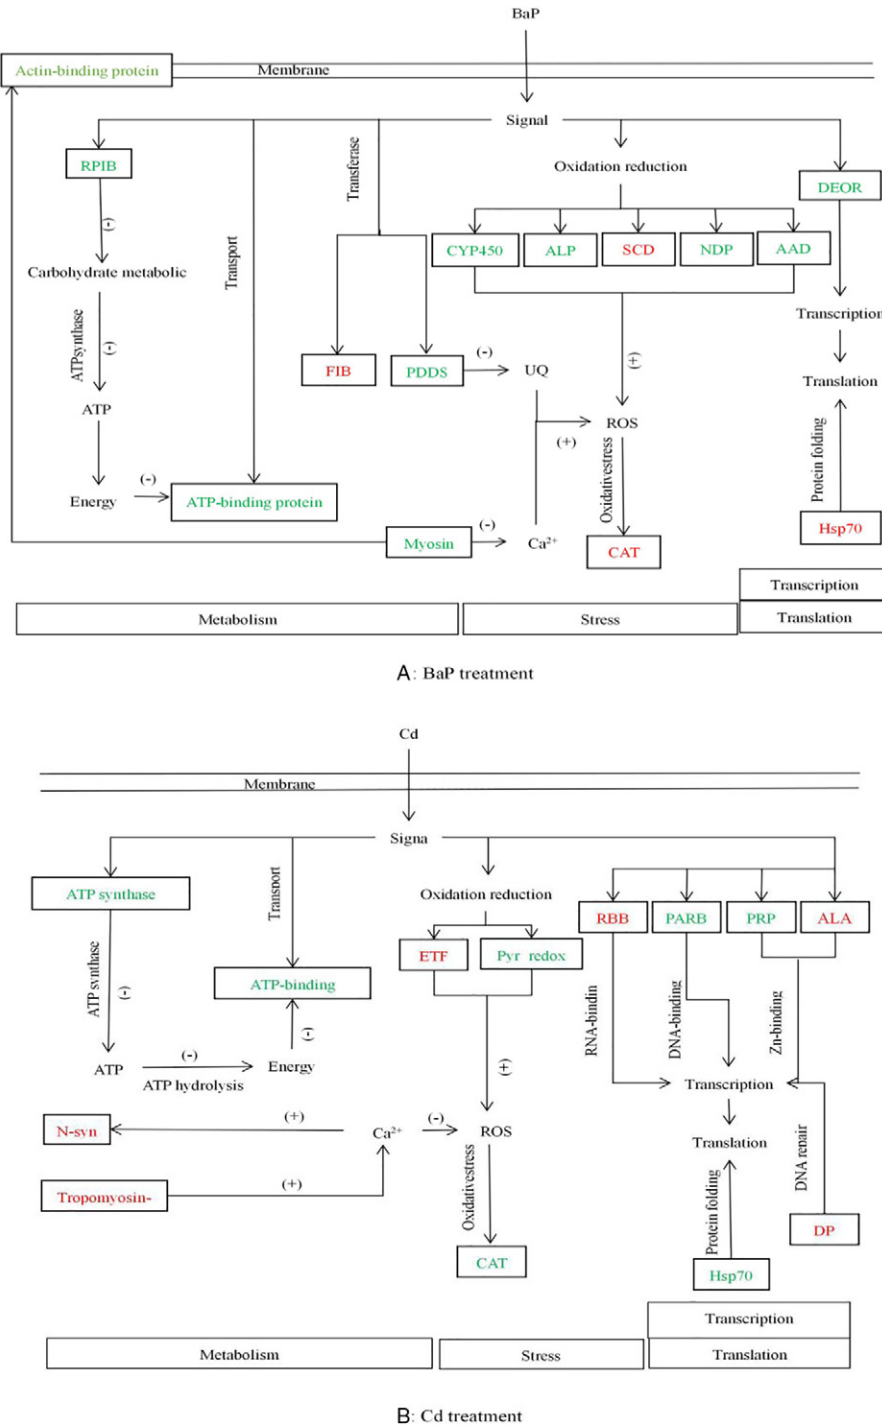 BaP
Actin-binding protein
Membrane
Signal
RPIB
Transferase
Oxidation reduction
DEOR
(-)
Transport
CYP450
ALP
SCD
NDP
AAD
Carbohydrate metabolic
ATPsynthase
(-)
Transcription
FIB
PDDS
(-)
UQ
(+)
Translation
ATP
(+)
ROS
Oxidativestress
Protein folding
Energy
(-)
ATP-binding protein
Myosin
(-)
Ca²⁺
CAT
Hsp70
Transcription
Metabolism
Stress
Translation
A: BaP treatment
Cd
Membrane
Signa
ATP synthase
Transport
Oxidation reduction
RBB
PARB
PRP
ALA
ETF
Pyr redox
ATP synthase
(-)
ATP-binding
RNA-bindin
DNA-binding
Zn-binding
(-)
(+)
ATP
(-)
ATP hydrolysis
Energy
Transcription
N-syn
(+)
Ca²⁺
(-)
ROS
Translation
Tropomyosin-
(+)
Oxidativestress
Protein folding
DNA renair
DP
CAT
Hsp70
Transcription
Metabolism
Stress
Translation
B: Cd treatment